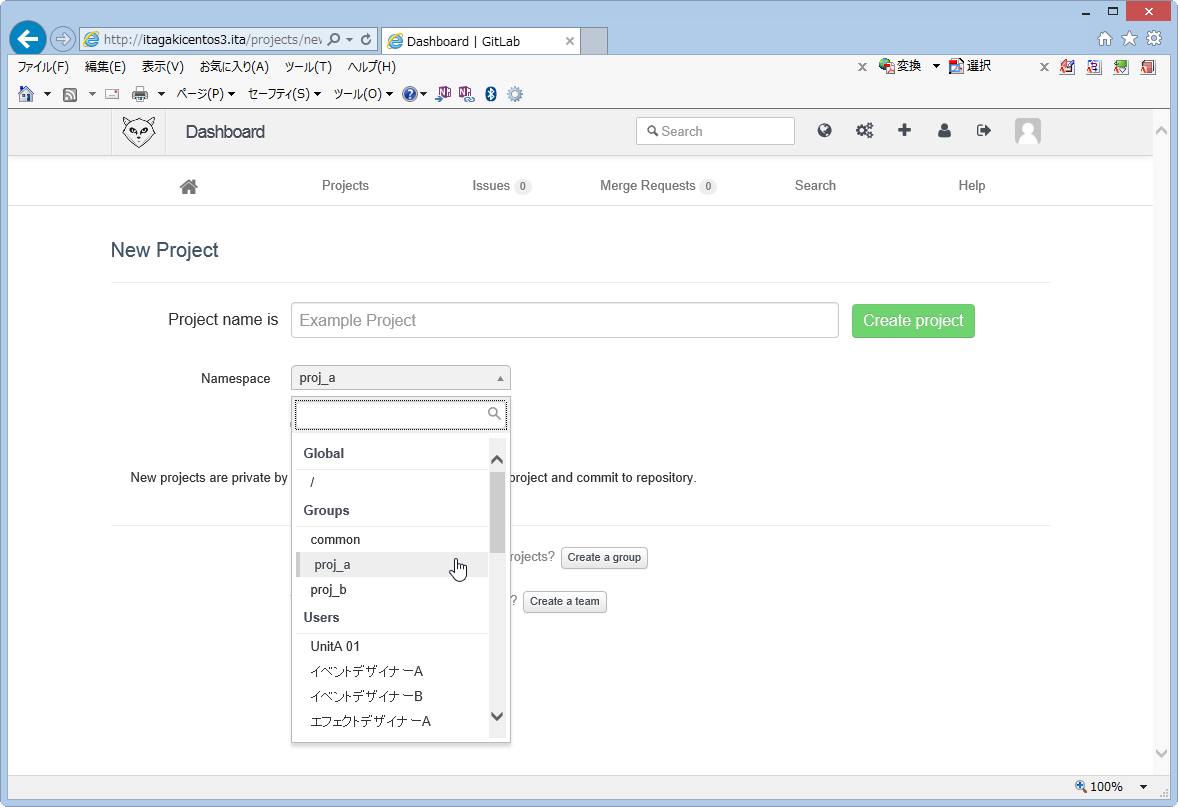 http://itagakicentos3.ita/projects/nev
Dashboard | GitLab
ファイル(F) 編集(E) 表示(V) お気に入り(A) ツール(T) ヘルプ(H)
変換 選択
ページ(P) セーフティ(S) ツール(O)
Dashboard
Search
Projects
Issues 0
Merge Requests 0
Search
Help
New Project
Project name is
Example Project
Create project
Namespace
proj_a
Global
/
New projects are private by
project and commit to repository.
Groups
common
rojects?
Create a group
proj_a
proj_b
?
Create a team
Users
UnitA 01
イベントデザイナーA
イベントデザイナーB
エフェクトデザイナーA
100%